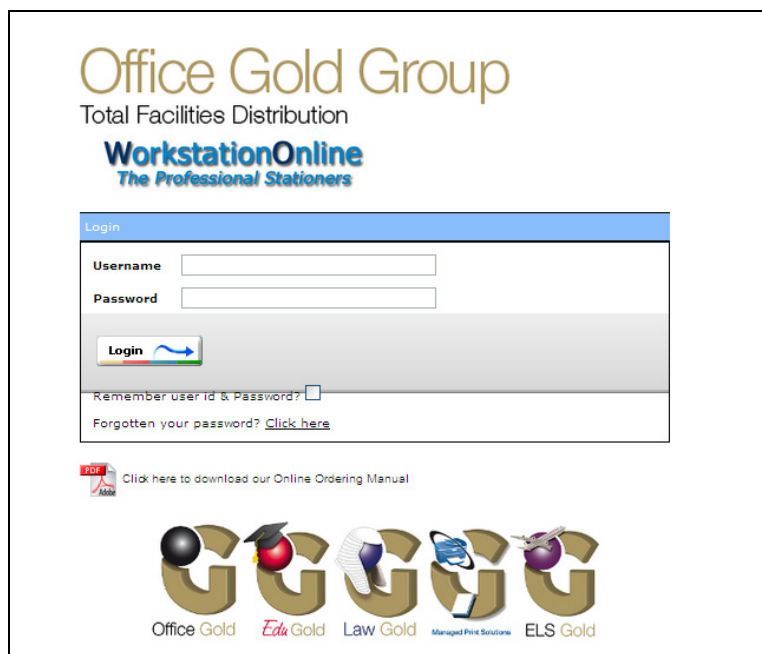 Office Gold Group
Total Facilities Distribution
WorkstationOnline
The Professional Stationers
Login
Username
Password
Login
Remember user id & Password?
Forgotten your password? Click here
PDF
Adobe
Click here to download our Online Ordering Manual
Office Gold Edu Gold Law Gold Managed Print Solutions ELS Gold